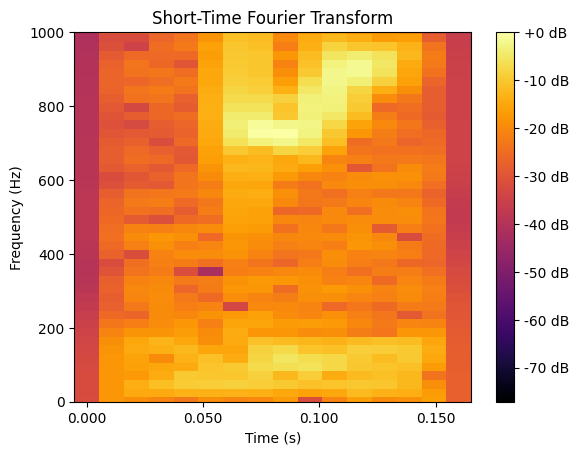 Short-Time Fourier Transform
1000
800
600
400
200
0
Frequency (Hz)
0.000
0.050
0.100
0.150
Time (s)
+0 dB
-10 dB
-20 dB
-30 dB
-40 dB
-50 dB
-60 dB
-70 dB